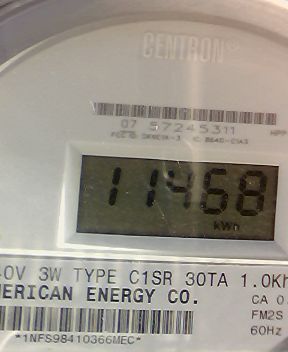 CENTRON®
07 57245311
11468
kWh
0V 3W TYPE C1SR 30TA 1.0Kh
MERICAN ENERGY CO.
CA 0.
FM2S
60Hz
*1NFS98410366MEC*